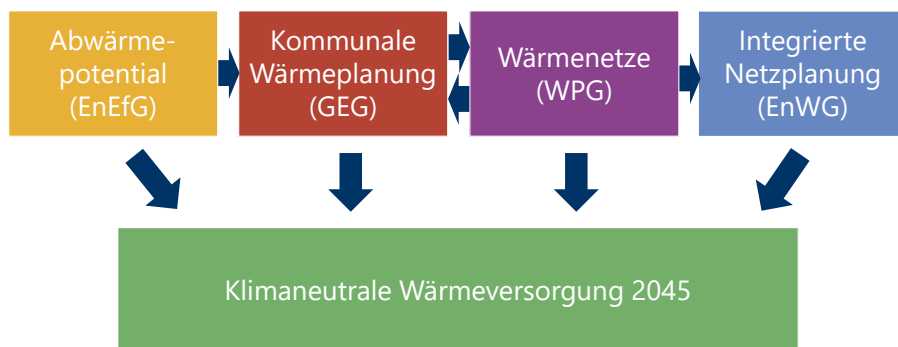 Abwärme-
potential
(EnEfG)
Kommunale
Wärmeplanung
(GEG)
Wärmenetze
(WPG)
Integrierte
Netzplanung
(EnWG)
Klimaneutrale Wärmeversorgung 2045